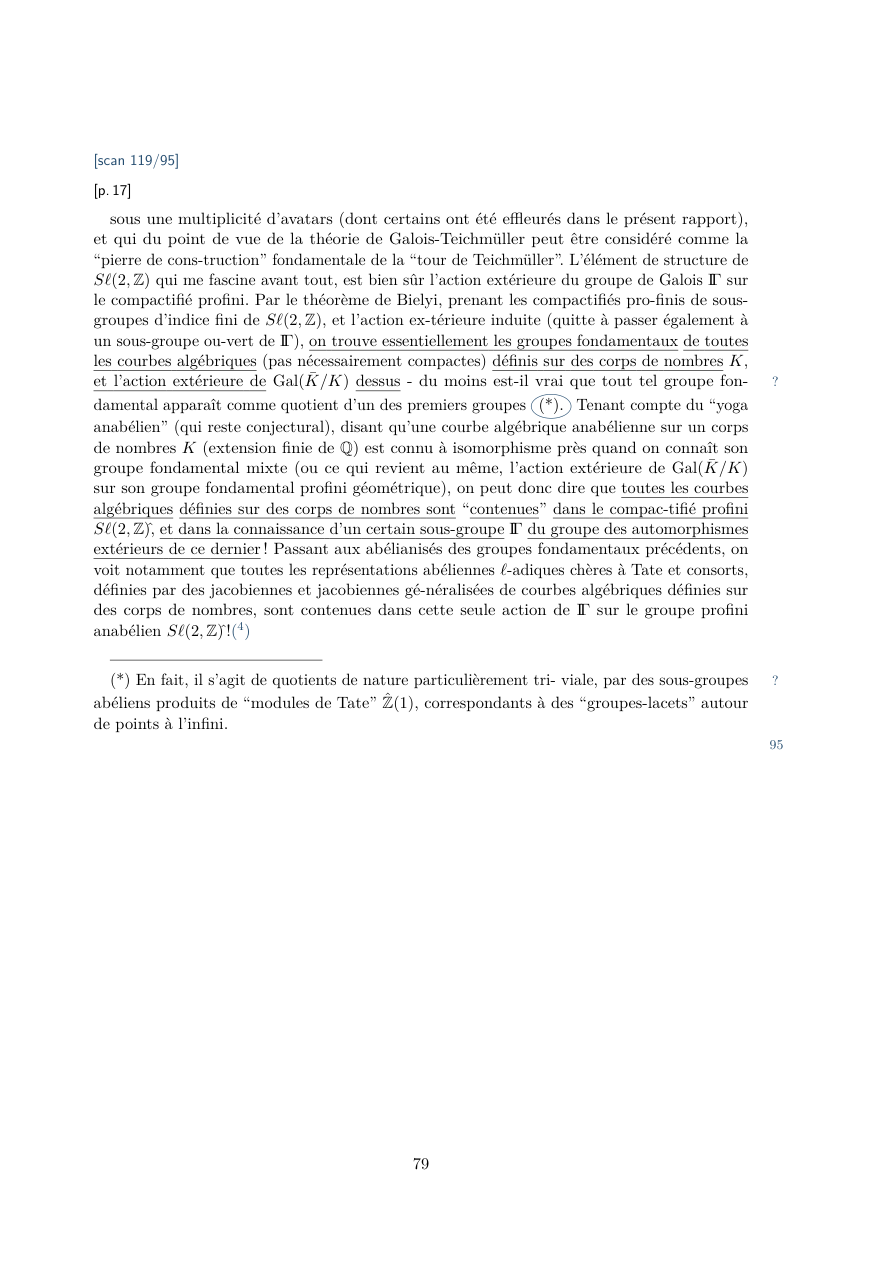 [scan 119/95]
[p. 17]
sous une multiplicité d'avatars (dont certains ont été effleurés dans le présent rapport),
et qui du point de vue de la théorie de Galois-Teichmüller peut être considéré comme la
“pierre de cons-truction” fondamentale de la “tour de Teichmüller”. L'élément de structure de
Sℓ(2, ℤ) qui me fascine avant tout, est bien sûr l'action extérieure du groupe de Galois IΓ sur
le compactifié profini. Par le théorème de Bielyi, prenant les compactifiés pro-finis de sous-
groupes d'indice fini de Sℓ(2, ℤ), et l'action ex-térieure induite (quitte à passer également à
un sous-groupe ou-vert de IΓ), on trouve essentiellement les groupes fondamentaux de toutes
les courbes algébriques (pas nécessairement compactes) définis sur des corps de nombres K,
et l'action extérieure de Gal(K̄/K) dessus - du moins est-il vrai que tout tel groupe fon- ?
damental apparaît comme quotient d'un des premiers groupes (*). Tenant compte du “yoga
anabélien” (qui reste conjectural), disant qu'une courbe algébrique anabélienne sur un corps
de nombres K (extension finie de ℚ) est connu à isomorphisme près quand on connaît son
groupe fondamental mixte (ou ce qui revient au même, l'action extérieure de Gal(K̄/K)
sur son groupe fondamental profini géométrique), on peut donc dire que toutes les courbes
algébriques définies sur des corps de nombres sont “contenues” dans le compac-tifié profini
Sℓ(2, ℤ)̂, et dans la connaissance d'un certain sous-groupe IΓ du groupe des automorphismes
extérieurs de ce dernier ! Passant aux abélianisés des groupes fondamentaux précédents, on
voit notamment que toutes les représentations abéliennes ℓ-adiques chères à Tate et consorts,
définies par des jacobiennes et jacobiennes gé-néralisées de courbes algébriques définies sur
des corps de nombres, sont contenues dans cette seule action de IΓ sur le groupe profini
anabélien Sℓ(2, ℤ)̂ !(⁴)
(*) En fait, il s'agit de quotients de nature particulièrement tri- viale, par des sous-groupes ?
abéliens produits de “modules de Tate” ℤ̂(1), correspondants à des “groupes-lacets” autour
de points à l'infini.
95
79